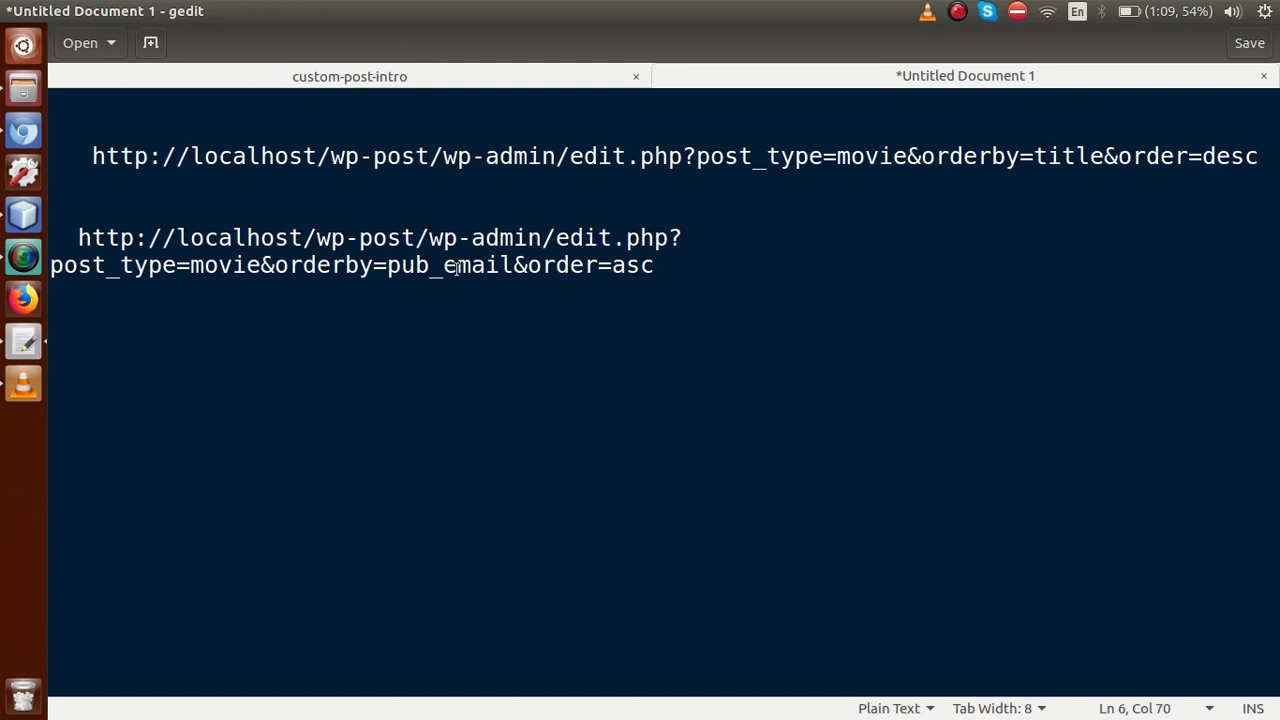 *Untitled Document 1 - gedit
En
(1:09, 54%)
Open
Save
custom-post-intro
*Untitled Document 1
http://localhost/wp-post/wp-admin/edit.php?post_type=movie&orderby=title&order=desc
http://localhost/wp-post/wp-admin/edit.php?
post_type=movie&orderby=pub_email&order=asc
Plain Text
Tab Width: 8
Ln 6, Col 70
INS